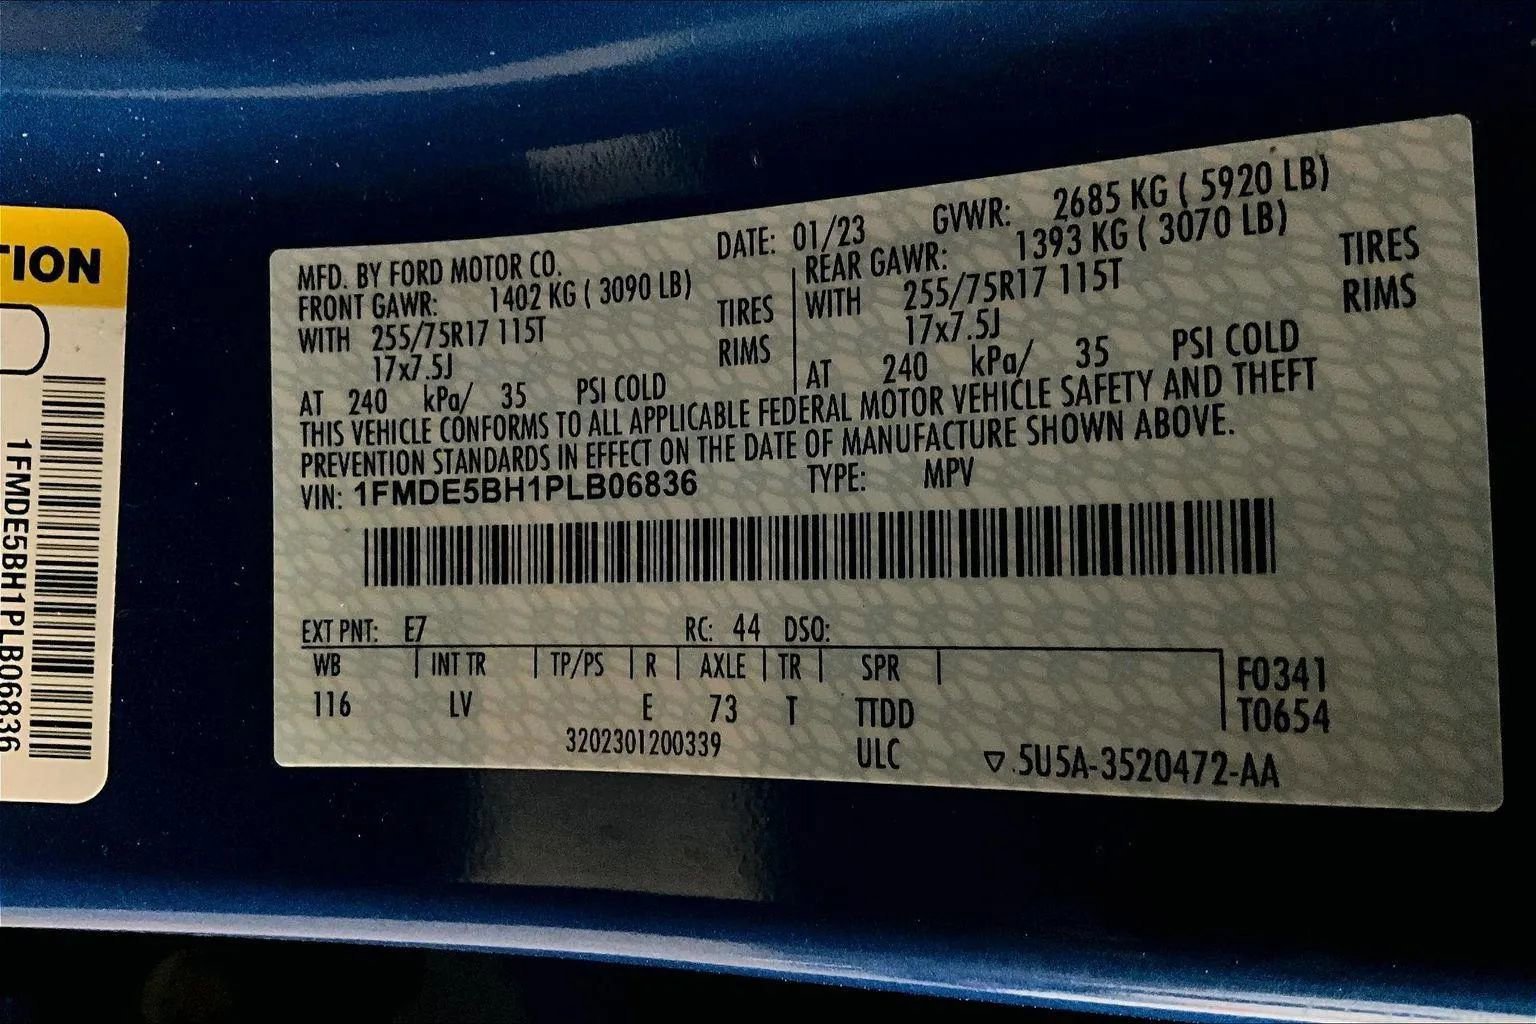 TION
1FMDE5BH1PLB06836
MFD. BY FORD MOTOR CO.
DATE: 01/23
GVWR: 2685 KG ( 5920 LB)
FRONT GAWR: 1402 KG ( 3090 LB)
WITH 255/75R17 115T TIRES
17x7.5J RIMS
AT 240 kPa/ 35 PSI COLD
REAR GAWR: 1393 KG ( 3070 LB)
WITH 255/75R17 115T TIRES
17x7.5J RIMS
AT 240 kPa/ 35 PSI COLD
THIS VEHICLE CONFORMS TO ALL APPLICABLE FEDERAL MOTOR VEHICLE SAFETY AND THEFT
PREVENTION STANDARDS IN EFFECT ON THE DATE OF MANUFACTURE SHOWN ABOVE.
VIN: 1FMDE5BH1PLB06836 TYPE: MPV
EXT PNT: E7 RC: 44 DSO:
WB INT TR TP/PS R AXLE TR SPR
116 LV E 73 T TTDD
F0341
T0654
3202301200339 ULC ▽ .5U5A-3520472-AA